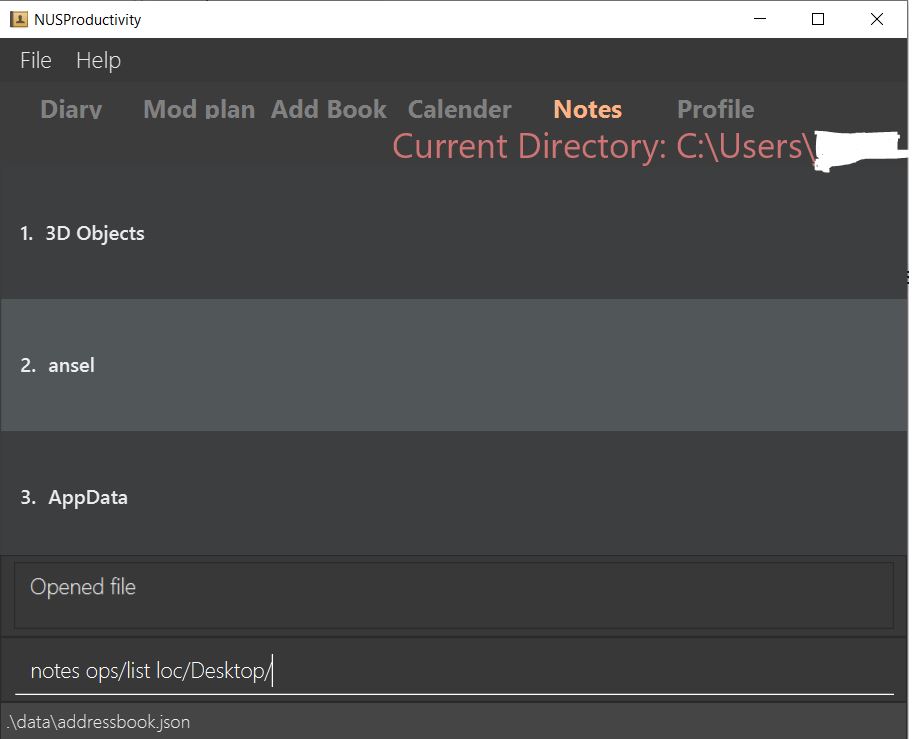 NUSProductivity
File Help
Diary Mod plan Add Book Calender Notes Profile
Current Directory: C:\Users\
1. 3D Objects
2. ansel
3. AppData
Opened file
notes ops/list loc/Desktop/
.\data\addressbook.json